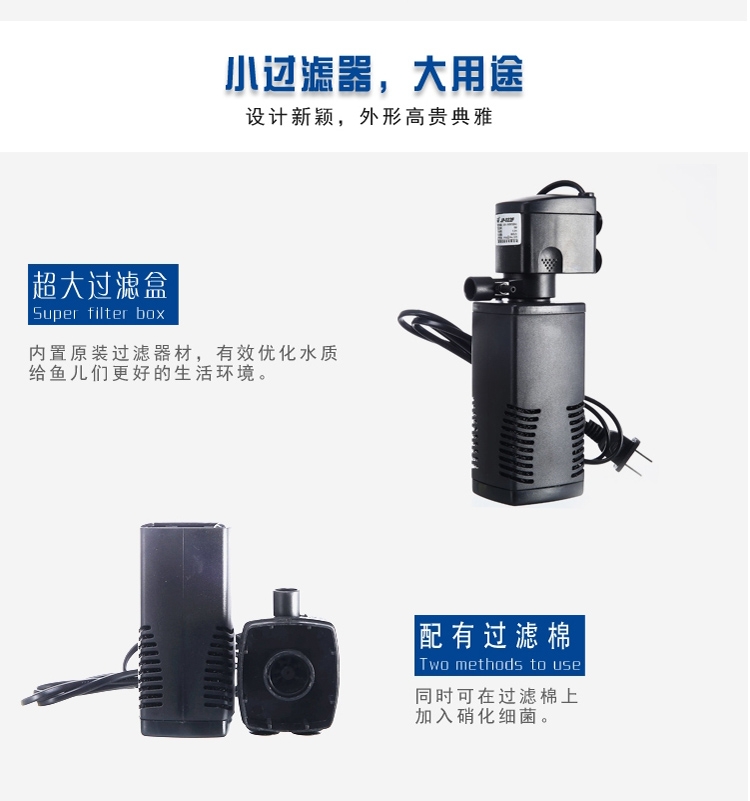 小过滤器，大用途
设计新颖，外形高贵典雅
超大过滤盒
Super filter box
内置原装过滤器材，有效优化水质
给鱼儿们更好的生活环境。
配有过滤棉
Two methods to use
同时可在过滤棉上
加入硝化细菌。